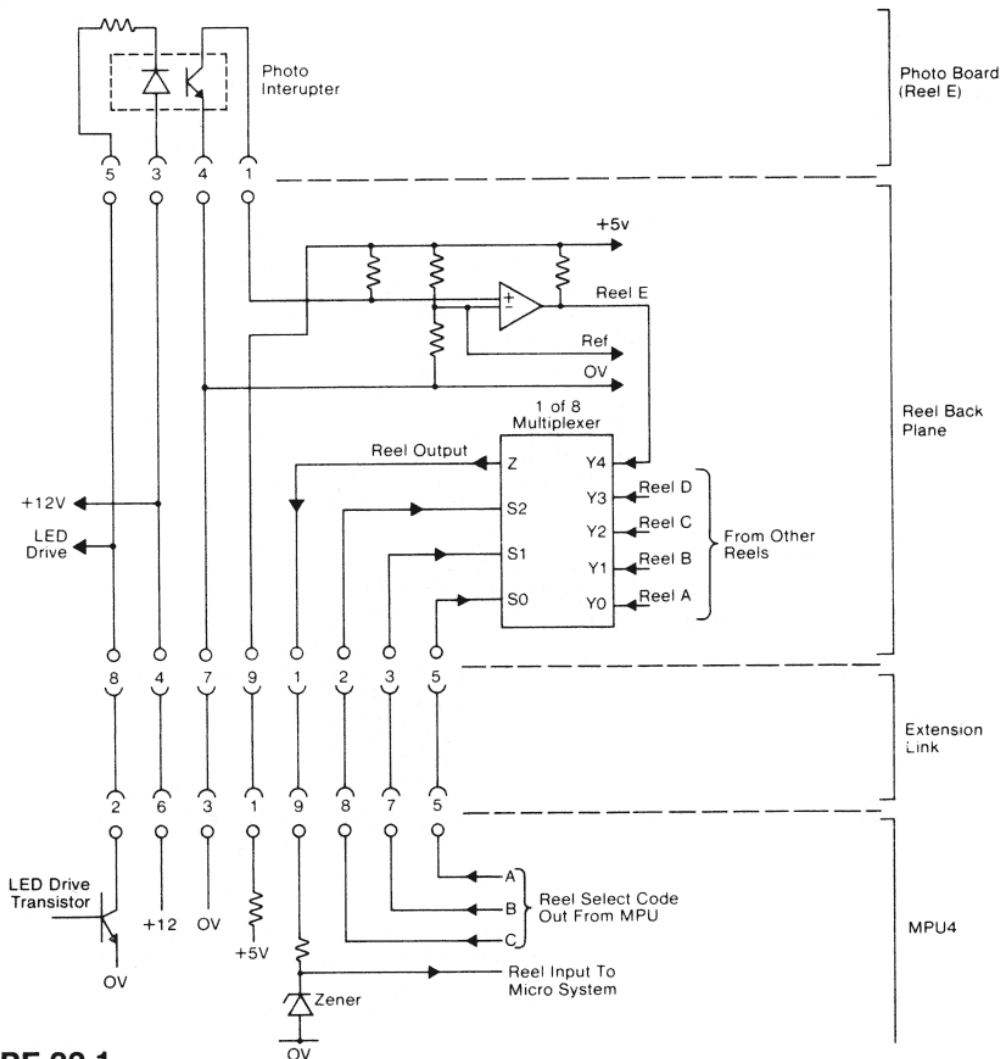 Photo
Interupter
Photo Board
(Reel E)
5 3 4 1
+5v
+
-
Reel E
Ref
OV
1 of 8
Multiplexer
Reel Output
Z Y4
Y3 Reel D
S2
Y2 Reel C
S1
Y1 Reel B
S0
Y0 Reel A
From Other
Reels
Reel Back
Plane
+12V
LED
Drive
8 4 7 9 1 2 3 5
Extension
Link
2 6 3 1 9 8 7 5
LED Drive
Transistor
OV
+12
OV
+5V
A
B
C
Reel Select Code
Out From MPU
MPU4
Reel Input To
Micro System
Zener
OV